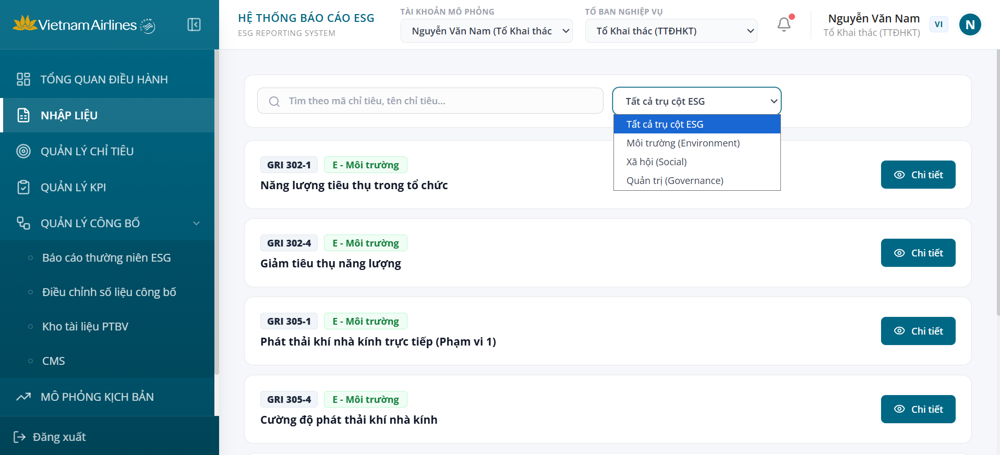 Vietnam Airlines
SKYTEAM
TỔNG QUAN ĐIỀU HÀNH
NHẬP LIỆU
QUẢN LÝ CHỈ TIÊU
QUẢN LÝ KPI
QUẢN LÝ CÔNG BỐ
Báo cáo thường niên ESG
Điều chỉnh số liệu công bố
Kho tài liệu PTBV
CMS
MÔ PHỎNG KỊCH BẢN
Đăng xuất
HỆ THỐNG BÁO CÁO ESG
ESG REPORTING SYSTEM
TÀI KHOẢN MÔ PHỎNG
Nguyễn Văn Nam (Tổ Khai thác
TỔ BAN NGHIỆP VỤ
Tổ Khai thác (TTĐHKT)
Nguyễn Văn Nam
Tổ Khai thác (TTĐHKT)
VI
N
Tìm theo mã chỉ tiêu, tên chỉ tiêu...
Tất cả trụ cột ESG
Tất cả trụ cột ESG
Môi trường (Environment)
Xã hội (Social)
Quản trị (Governance)
GRI 302-1 E - Môi trường
Năng lượng tiêu thụ trong tổ chức
Chi tiết
GRI 302-4 E - Môi trường
Giảm tiêu thụ năng lượng
Chi tiết
GRI 305-1 E - Môi trường
Phát thải khí nhà kính trực tiếp (Phạm vi 1)
Chi tiết
GRI 305-4 E - Môi trường
Cường độ phát thải khí nhà kính
Chi tiết